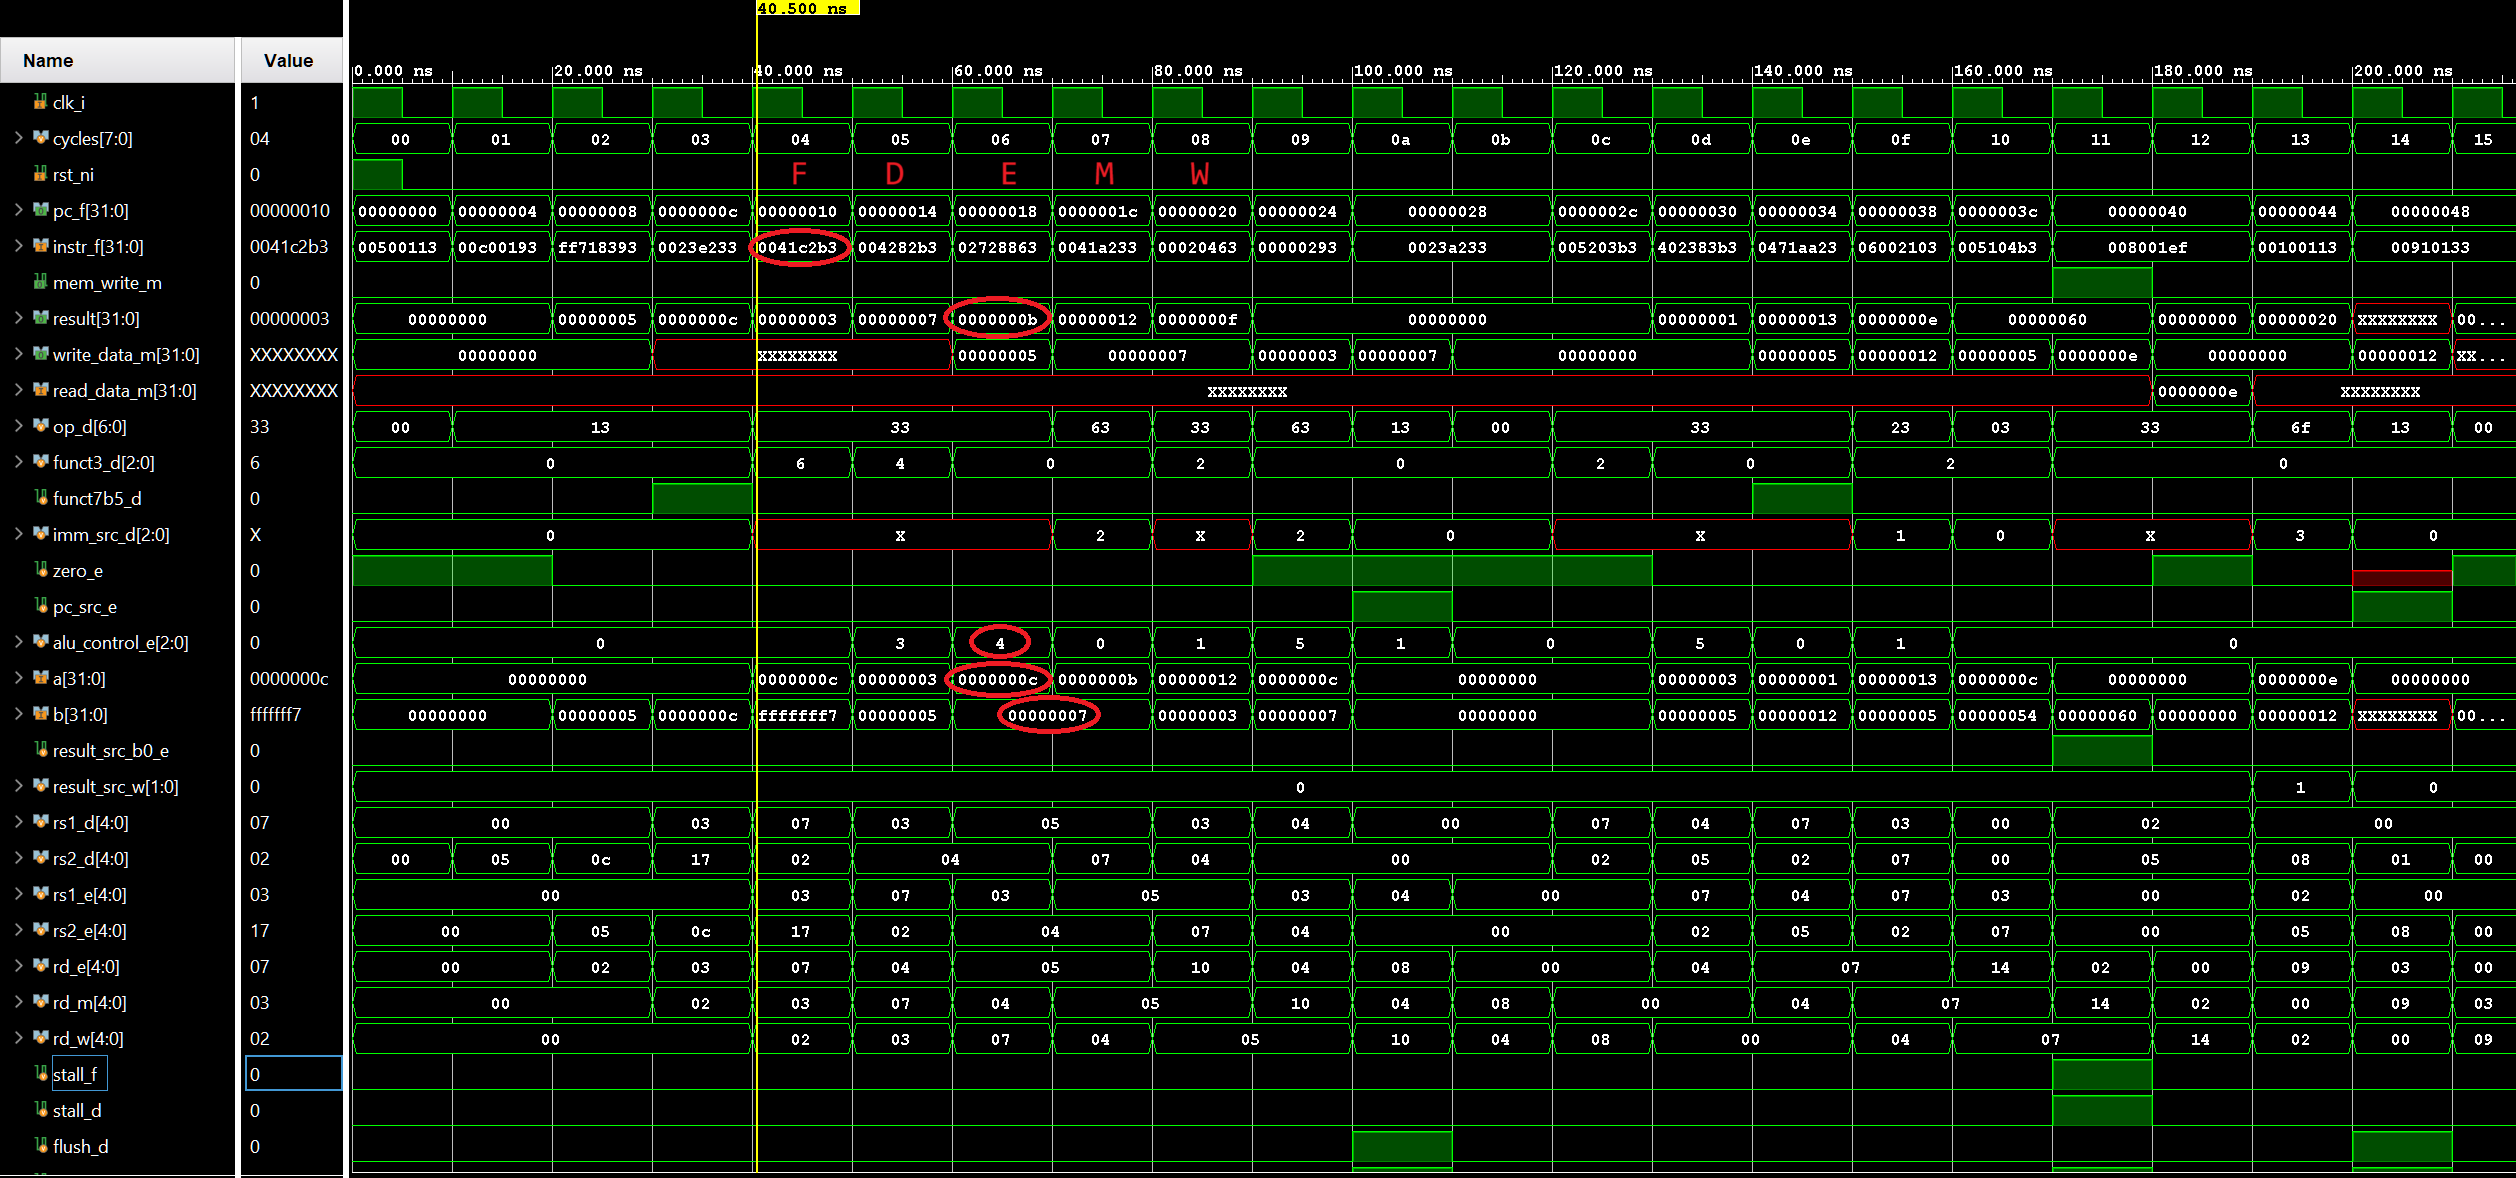 40.500 ns
Name Value 0.000 ns 20.000 ns 40.000 ns 60.000 ns 80.000 ns 100.000 ns 120.000 ns 140.000 ns 160.000 ns 180.000 ns 200.000 ns
clk_i 1
cycles[7:0] 04 00 01 02 03 04 05 06 07 08 09 0a 0b 0c 0d 0e 0f 10 11 12 13 14 15
rst_ni 0 F D E M W
pc_f[31:0] 00000010 00000000 00000004 00000008 0000000c 00000010 00000014 00000018 0000001c 00000020 00000024 00000028 0000002c 00000030 00000034 00000038 0000003c 00000040 00000044 00000048
instr_f[31:0] 0041c2b3 00500113 00c00193 ff718393 0023e233 0041c2b3 004282b3 02728863 0041a233 00020463 00000293 0023a233 005203b3 402383b3 0471aa23 06002103 005104b3 008001ef 00100113 00910133
mem_write_m 0
result[31:0] 00000003 00000000 00000005 0000000c 00000003 00000007 0000000b 00000012 0000000f 00000000 00000001 00000013 0000000e 00000060 00000000 00000020 XXXXXXXX 00...
write_data_m[31:0] XXXXXXXX 00000000 XXXXXXXX 00000005 00000007 00000003 00000007 00000000 00000005 00000012 00000005 0000000e 00000000 00000012 XX...
read_data_m[31:0] XXXXXXXX XXXXXXXX 0000000e XXXXXXXX
op_d[6:0] 33 00 13 33 63 33 63 13 00 33 23 03 33 6f 13 00
funct3_d[2:0] 6 0 6 4 0 2 0 2 0 2 0
funct7b5_d 0
imm_src_d[2:0] X 0 X 2 X 2 0 X 1 0 X 3 0
zero_e 0
pc_src_e 0
alu_control_e[2:0] 0 0 3 4 0 1 5 1 0 5 0 1 0
a[31:0] 0000000c 00000000 0000000c 00000003 0000000c 0000000b 00000012 0000000c 00000000 00000003 00000001 00000013 0000000c 00000000 0000000e 00000000
b[31:0] fffffff7 00000000 00000005 0000000c fffffff7 00000005 00000007 00000003 00000007 00000000 00000005 00000012 00000005 00000054 00000060 00000000 00000012 XXXXXXXX 00...
result_src_b0_e 0
result_src_w[1:0] 0 0 1 0
rs1_d[4:0] 07 00 03 07 03 05 03 04 00 07 04 07 03 00 02 00
rs2_d[4:0] 02 00 05 0c 17 02 04 07 04 00 02 05 02 07 00 05 08 01 00
rs1_e[4:0] 03 00 03 07 03 05 03 04 00 07 04 07 03 00 02 00
rs2_e[4:0] 17 00 05 0c 17 02 04 07 04 00 02 05 02 07 00 05 08 00
rd_e[4:0] 07 00 02 03 07 04 05 10 04 08 00 04 07 14 02 00 09 03 00
rd_m[4:0] 03 00 02 03 07 04 05 10 04 08 00 04 07 14 02 00 09 03
rd_w[4:0] 02 00 02 03 07 04 05 10 04 08 00 04 07 14 02 00 09
stall_f 0
stall_d 0
flush_d 0